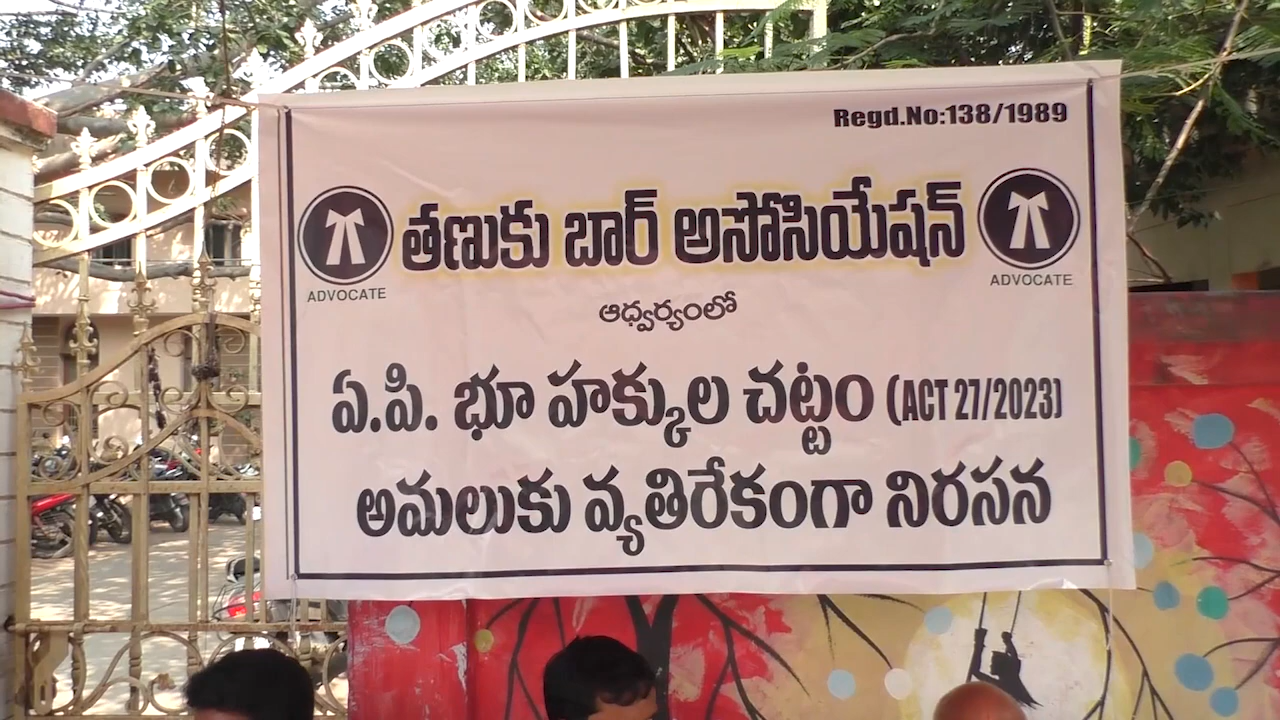 Regd.No:138/1989
తణుకు బార్ అసోసియేషన్
ADVOCATE
ADVOCATE
ఆధ్వర్యంలో
ఏ.పి. భూ హక్కుల చట్టం (ACT 27/2023)
అమలుకు వ్యతిరేకంగా నిరసన